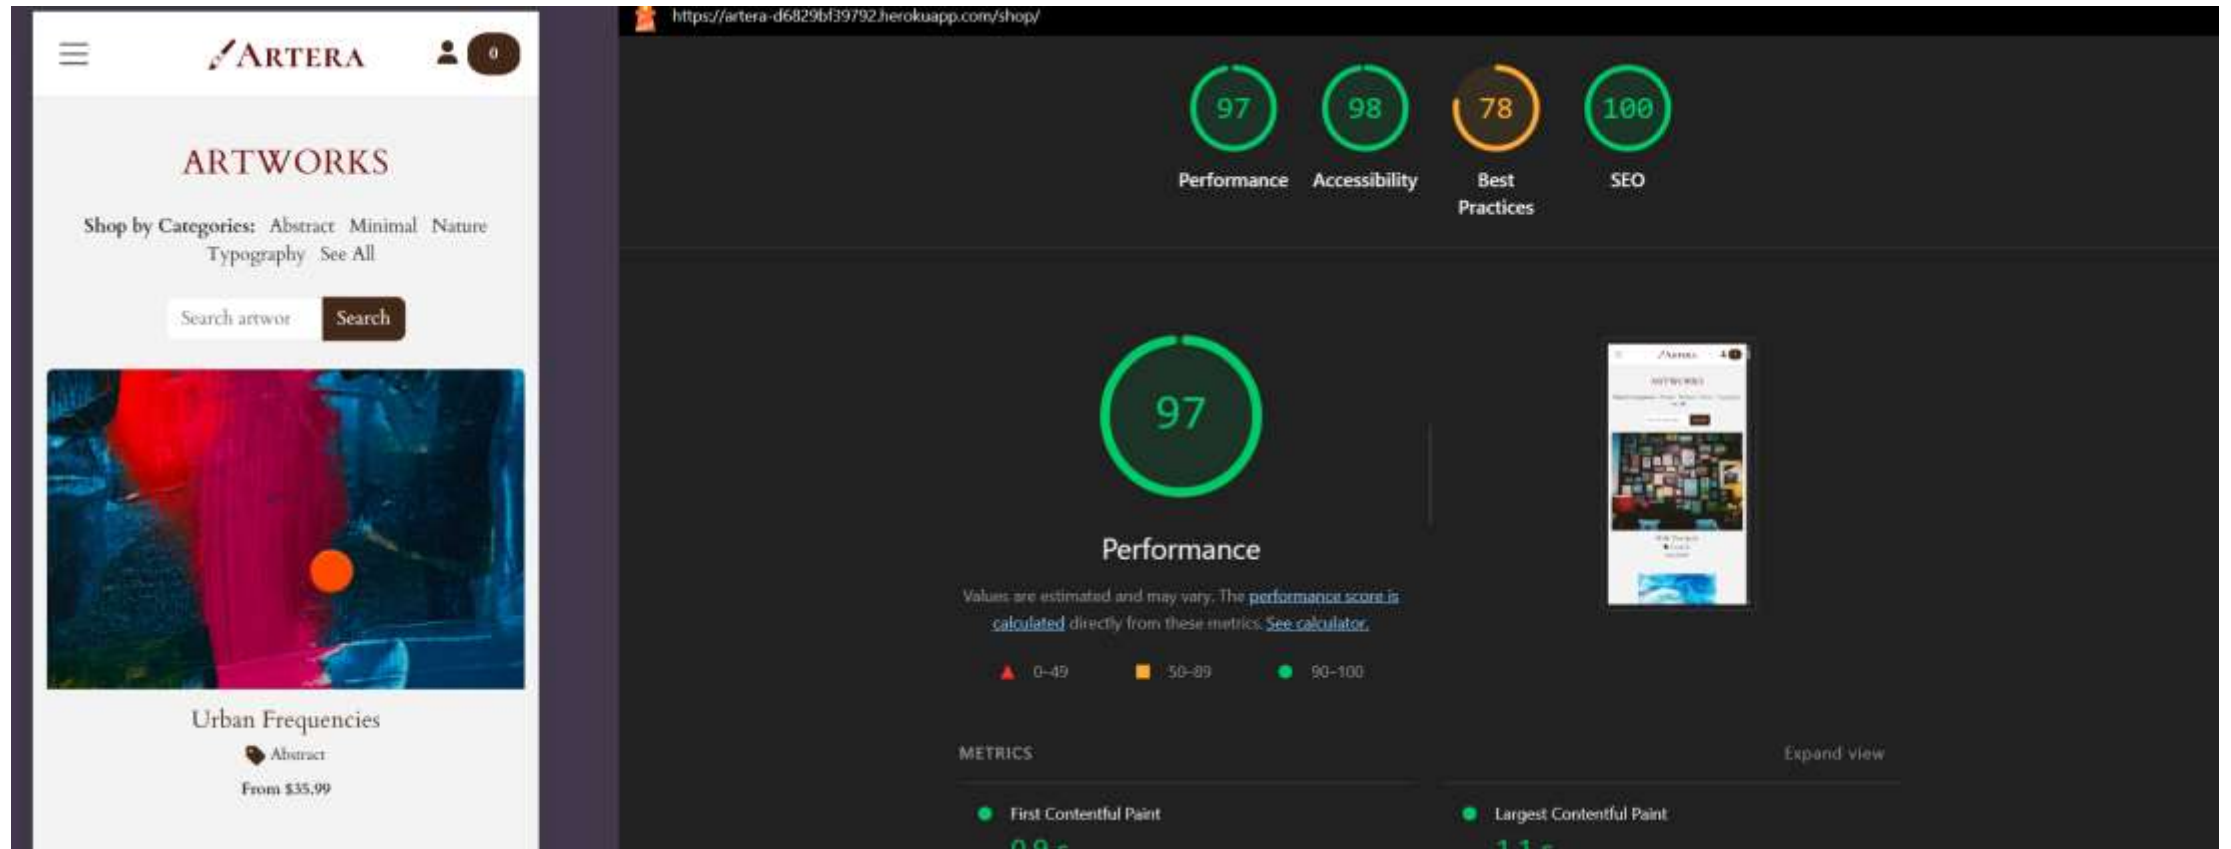 ARTERA
0
ARTWORKS
Shop by Categories: Abstract Minimal Nature
Typography See All
Search artwor
Search
Urban Frequencies
Abstract
From $35.99
https://artera-d6829bf39792.herokuapp.com/shop/
97
98
78
100
Performance
Accessibility
Best
Practices
SEO
97
Performance
Values are estimated and may vary. The performance score is
calculated directly from these metrics. See calculator.
0–49
50–89
90–100
METRICS
Expand view
First Contentful Paint
Largest Contentful Paint